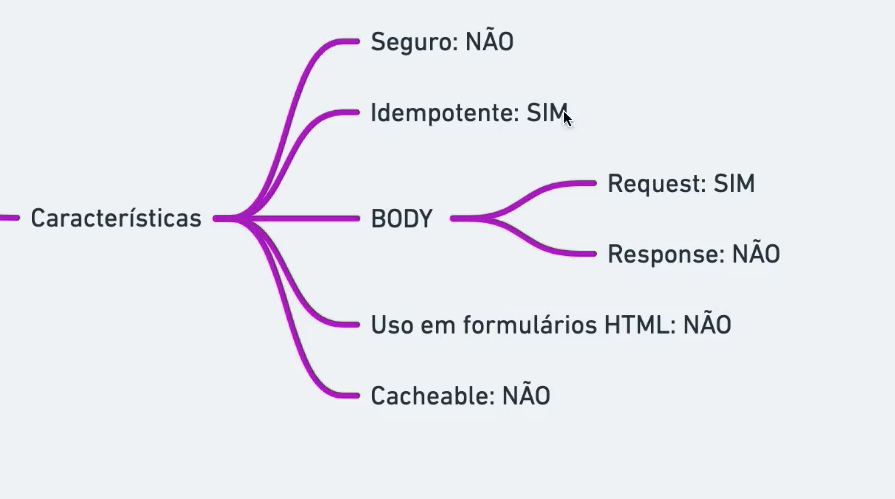 Características
Seguro: NÃO
Idempotente: SIM
BODY
Request: SIM
Response: NÃO
Uso em formulários HTML: NÃO
Cacheable: NÃO